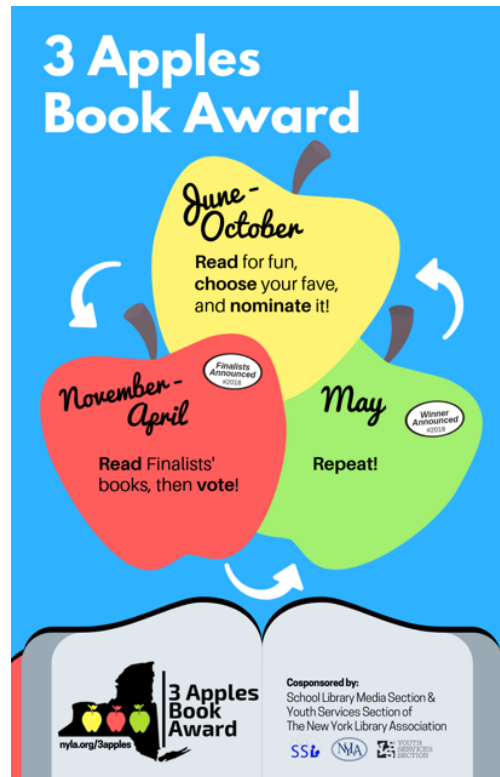 3 Apples
Book Award
June -
October
Read for fun,
choose your fave,
and nominate it!
November -
April
Finalists
Announced
#2018
Read Finalists'
books, then vote!
May
Winner
Announced
#2018
Repeat!
3 Apples
Book
Award
nyla.org/3apples
Cosponsored by:
School Library Media Section &
Youth Services Section of
The New York Library Association
SSL
NYLA
YOUTH
SERVICES
SECTION